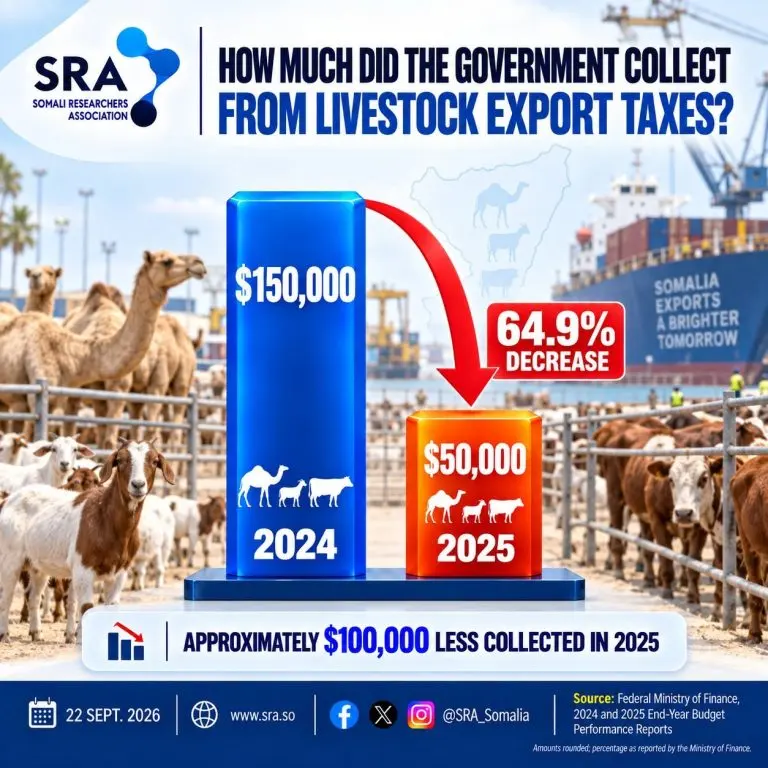 SRA
SOMALI RESEARCHERS
ASSOCIATION
HOW MUCH DID THE GOVERNMENT COLLECT
FROM LIVESTOCK EXPORT TAXES?
$150,000
2024
64.9%
DECREASE
$50,000
2025
SOMALIA
EXPORTS
A BRIGHTER
TOMORROW
APPROXIMATELY $100,000 LESS COLLECTED IN 2025
22 SEPT. 2026
www.sra.so
@SRA_Somalia
Source: Federal Ministry of Finance,
2024 and 2025 End-Year Budget
Performance Reports
Amounts rounded; percentage as reported by the Ministry of Finance.